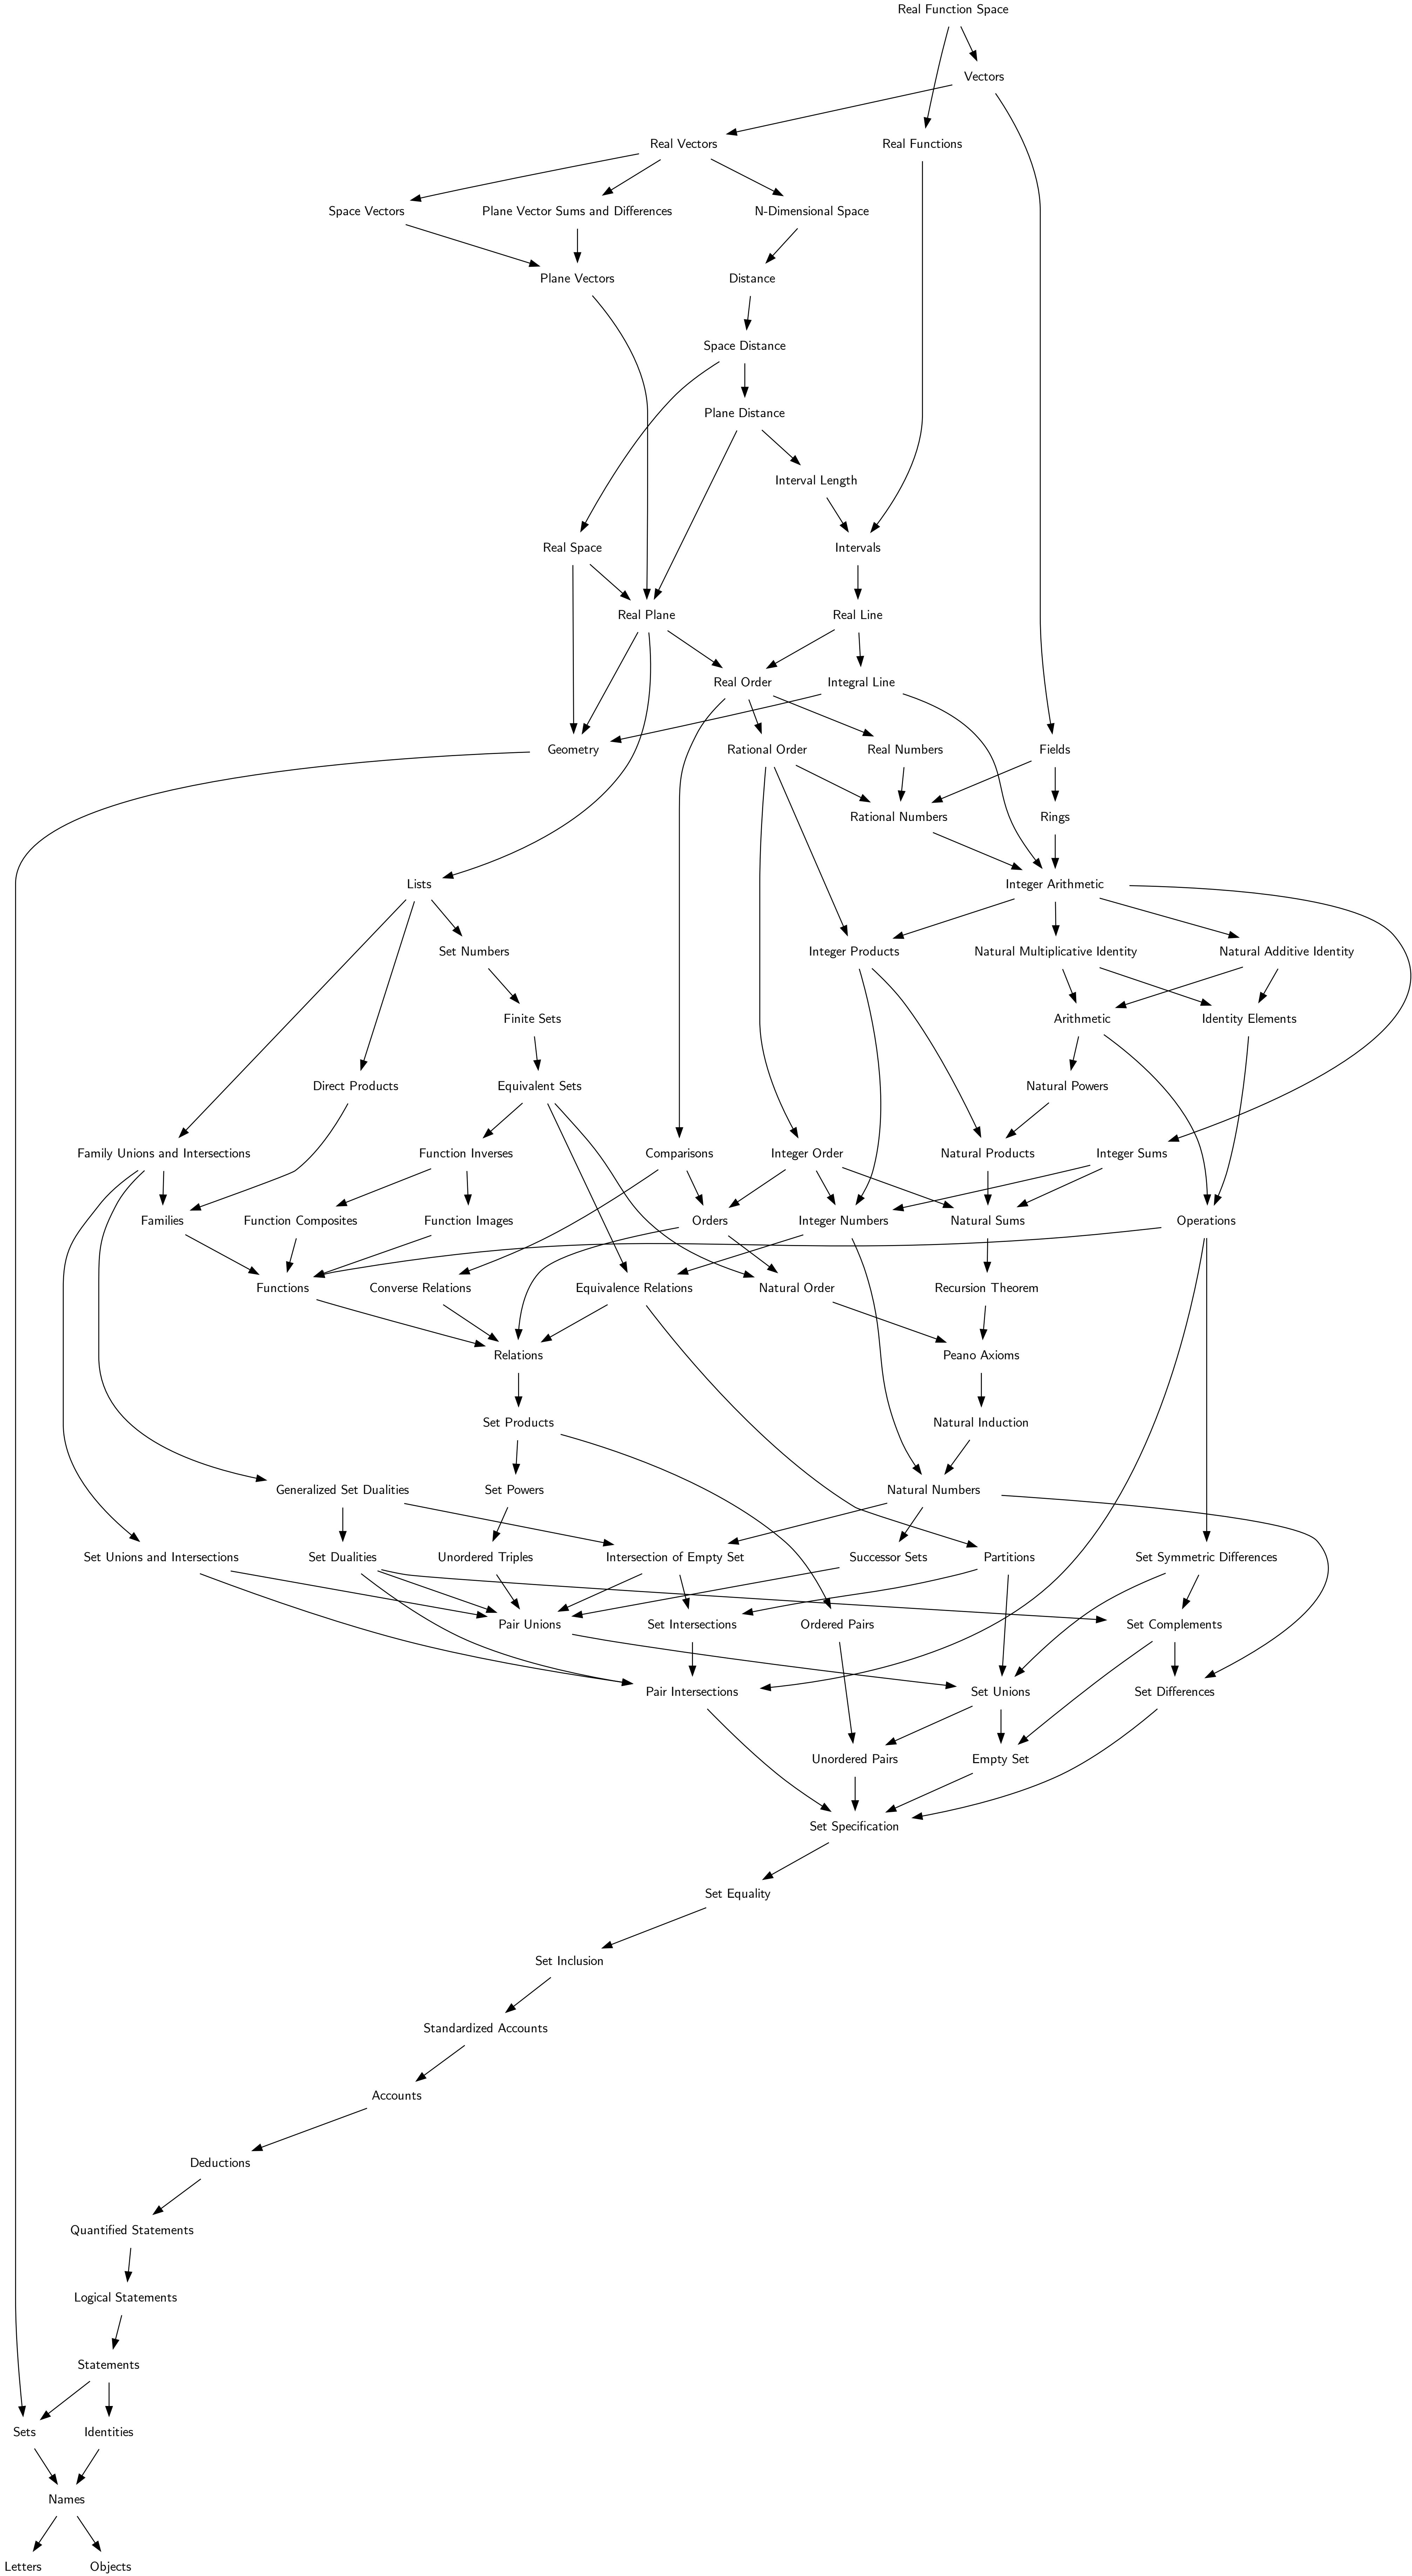 Real Function Space
Vectors
Real Vectors
Real Functions
Space Vectors
Plane Vector Sums and Differences
N-Dimensional Space
Plane Vectors
Distance
Space Distance
Plane Distance
Interval Length
Real Space
Intervals
Real Plane
Real Line
Real Order
Integral Line
Geometry
Rational Order
Real Numbers
Fields
Rational Numbers
Rings
Lists
Integer Arithmetic
Set Numbers
Integer Products
Natural Multiplicative Identity
Natural Additive Identity
Finite Sets
Arithmetic
Identity Elements
Direct Products
Equivalent Sets
Natural Powers
Family Unions and Intersections
Function Inverses
Comparisons
Integer Order
Natural Products
Integer Sums
Families
Function Composites
Function Images
Orders
Integer Numbers
Natural Sums
Operations
Functions
Converse Relations
Equivalence Relations
Natural Order
Recursion Theorem
Relations
Peano Axioms
Set Products
Natural Induction
Generalized Set Dualities
Set Powers
Natural Numbers
Set Unions and Intersections
Set Dualities
Unordered Triples
Intersection of Empty Set
Successor Sets
Partitions
Set Symmetric Differences
Pair Unions
Set Intersections
Ordered Pairs
Set Complements
Pair Intersections
Set Unions
Set Differences
Unordered Pairs
Empty Set
Set Specification
Set Equality
Set Inclusion
Standardized Accounts
Accounts
Deductions
Quantified Statements
Logical Statements
Statements
Sets
Identities
Names
Letters
Objects